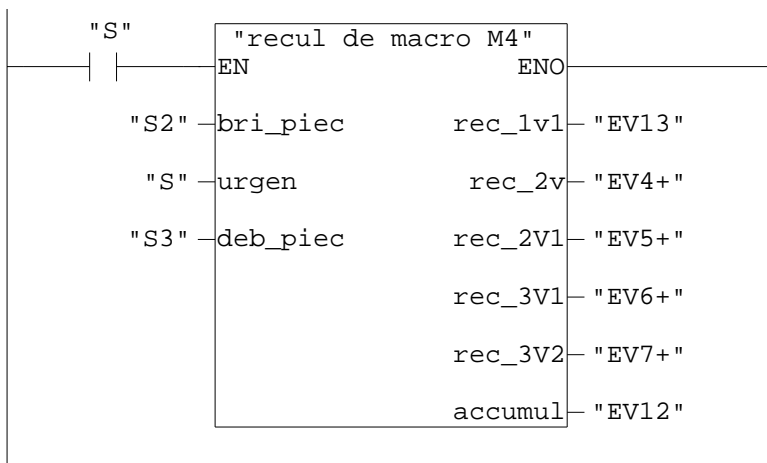 "S"
"recul de macro M4"
EN ENO
"S2" bri_piec rec_1v1 "EV13"
"S" urgen rec_2v "EV4+"
"S3" deb_piec rec_2V1 "EV5+"
rec_3V1 "EV6+"
rec_3V2 "EV7+"
accumul "EV12"